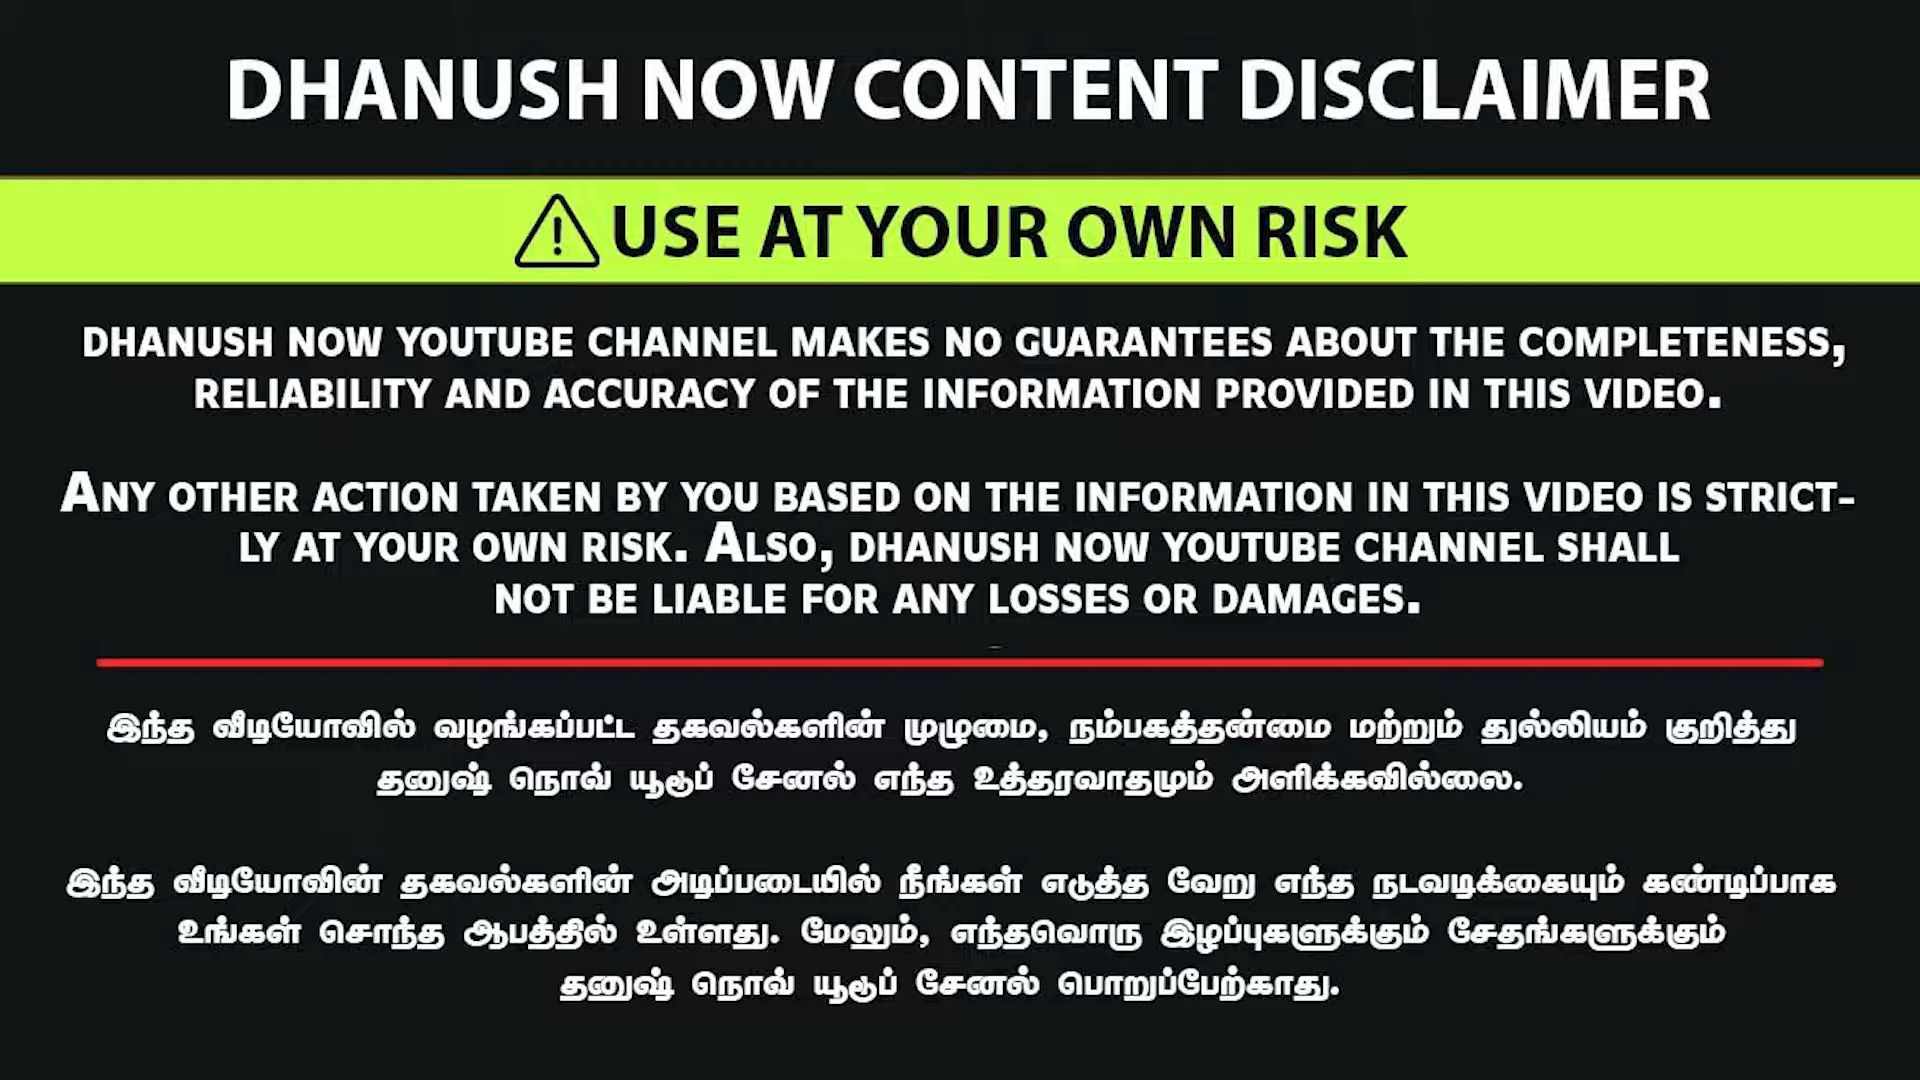 DHANUSH NOW CONTENT DISCLAIMER
USE AT YOUR OWN RISK
DHANUSH NOW YOUTUBE CHANNEL MAKES NO GUARANTEES ABOUT THE COMPLETENESS,
RELIABILITY AND ACCURACY OF THE INFORMATION PROVIDED IN THIS VIDEO.
ANY OTHER ACTION TAKEN BY YOU BASED ON THE INFORMATION IN THIS VIDEO IS STRICT-
LY AT YOUR OWN RISK. ALSO, DHANUSH NOW YOUTUBE CHANNEL SHALL
NOT BE LIABLE FOR ANY LOSSES OR DAMAGES.
இந்த வீடியோவில் வழங்கப்பட்ட தகவல்களின் முழுமை, நம்பகத்தன்மை மற்றும் துல்லியம் குறித்து
தனுஷ் நொவ் யூடூப் சேனல் எந்த உத்தரவாதமும் அளிக்கவில்லை.
இந்த வீடியோவின் தகவல்களின் அடிப்படையில் நீங்கள் எடுத்த வேறு எந்த நடவடிக்கையும் கண்டிப்பாக
உங்கள் சொந்த ஆபத்தில் உள்ளது. மேலும், எந்தவொரு இழப்புகளுக்கும் சேதங்களுக்கும்
தனுஷ் நொவ் யூடூப் சேனல் பொறுப்பேற்காது.